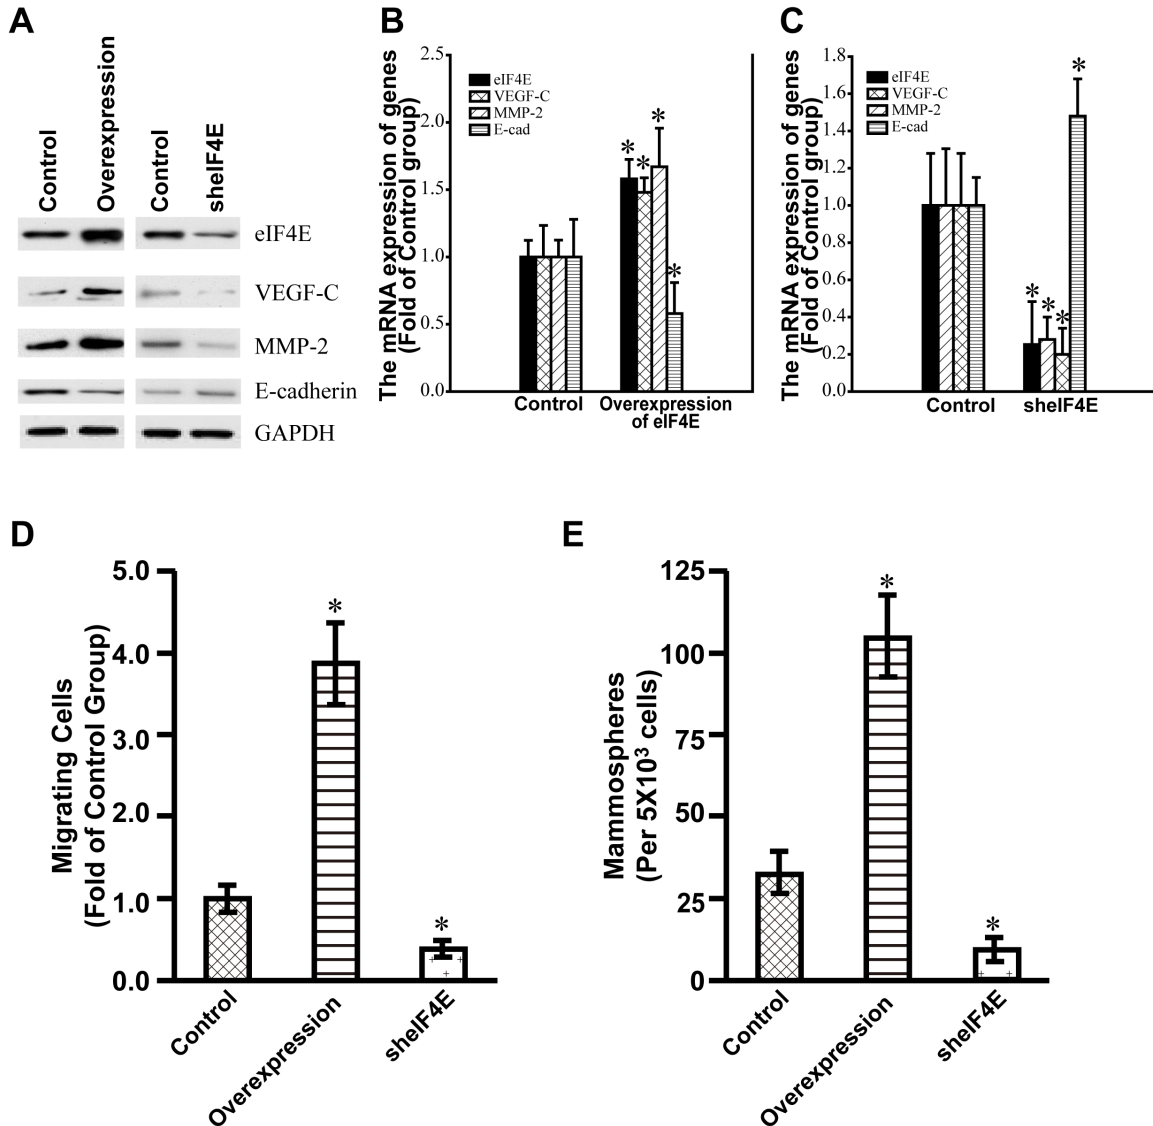 A
Control
Overexpression
Control
sheIF4E
eIF4E
VEGF-C
MMP-2
E-cadherin
GAPDH
B
The mRNA expression of genes
(Fold of Control group)
2.5
2.0
1.5
1.0
0.5
0.0
eIF4E
VEGF-C
MMP-2
E-cad
* * * *
Control
Overexpression
of eIF4E
C
The mRNA expression of genes
(Fold of Control group)
1.8
1.6
1.4
1.2
1.0
0.8
0.6
0.4
0.2
0.0
eIF4E
VEGF-C
MMP-2
E-cad
* * * *
Control
sheIF4E
D
Migrating Cells
(Fold of Control Group)
5.0
4.0
3.0
2.0
1.0
0.0
*
*
Control
Overexpression
sheIF4E
E
Mammospheres
(Per 5X10³ cells)
125
100
75
50
25
0
*
*
Control
Overexpression
sheIF4E